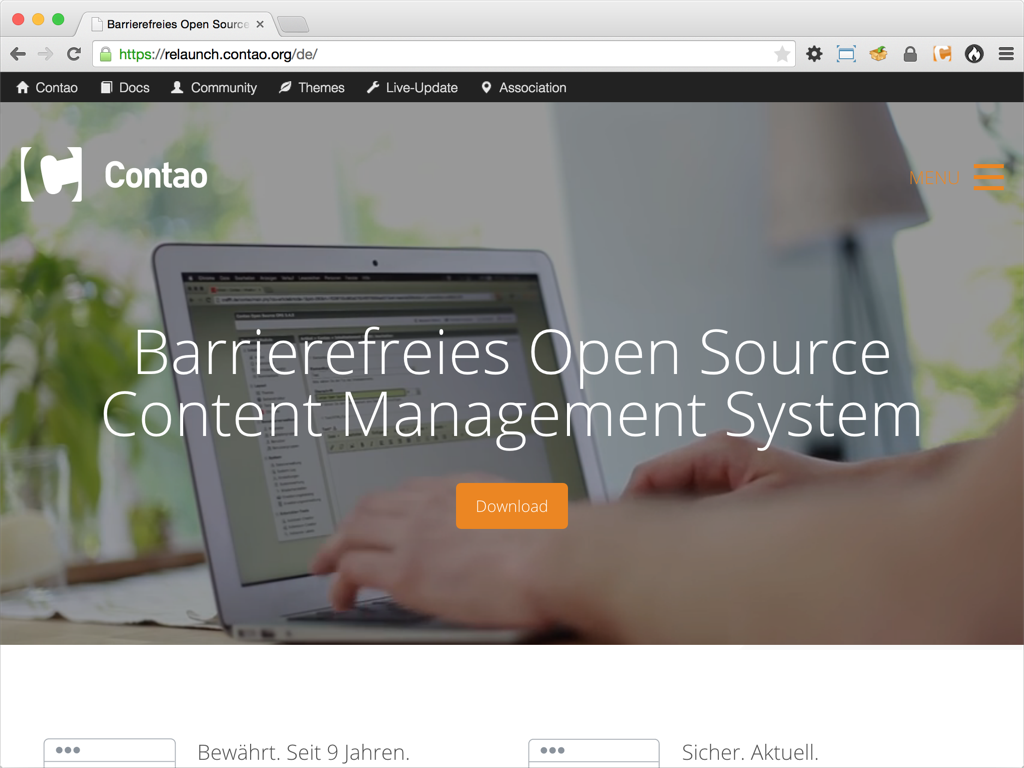 Barrierefreies Open Source
https://relaunch.contao.org/de/
Contao Docs Community Themes Live-Update Association
Contao
MENÜ
Barrierefreies Open Source
Content Management System
Download
Bewährt. Seit 9 Jahren.
Sicher. Aktuell.